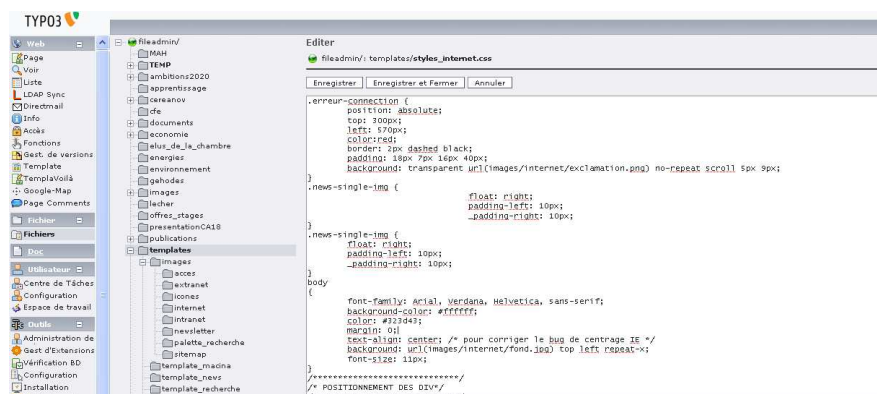 TYPO3
Web
Page
Voir
Liste
LDAP Sync
Directmail
Info
Accès
Fonctions
Gest. de versions
Template
TemplaVoilà
Google-Map
Page Comments
Fichier
Fichiers
Doc
Utilisateur
Centre de Tâches
Configuration
Espace de travail
Outils
Administration de
Gest d'Extensions
Vérification BD
Configuration
Installation
fileadmin/
MAH
TEMP
ambitions2020
apprentissage
cereanov
cfe
documents
economie
elus_de_la_chambre
energies
environnement
gehodes
images
lecher
offres_stages
presentationCA18
publications
templates
images
acces
extranet
icones
internet
intranet
newsletter
palette_recherche
sitemap
template_macina
template_news
template_recherche
Editer
fileadmin/: templates/styles_internet.css
Enregistrer Enregistrer et Fermer Annuler
.erreur-connection {
position: absolute;
top: 300px;
left: 570px;
color:red;
border: 2px dashed black;
padding: 18px 7px 16px 40px;
background: transparent url(images/internet/exclamation.png) no-repeat scroll 5px 9px;
}
.news-single-img {
float: right;
padding-left: 10px;
_padding-right: 10px;
}
.news-single-img {
float: right;
padding-left: 10px;
_padding-right: 10px;
}
body
{
font-family: Arial, Verdana, Helvetica, sans-serif;
background-color: #ffffff;
color: #323d43;
margin: 0;
text-align: center; /* pour corriger le bug de centrage IE */
background: url(images/internet/fond.jpg) top left repeat-x;
font-size: 11px;
}
/****************************/
/* POSITIONNEMENT DES DIV*/